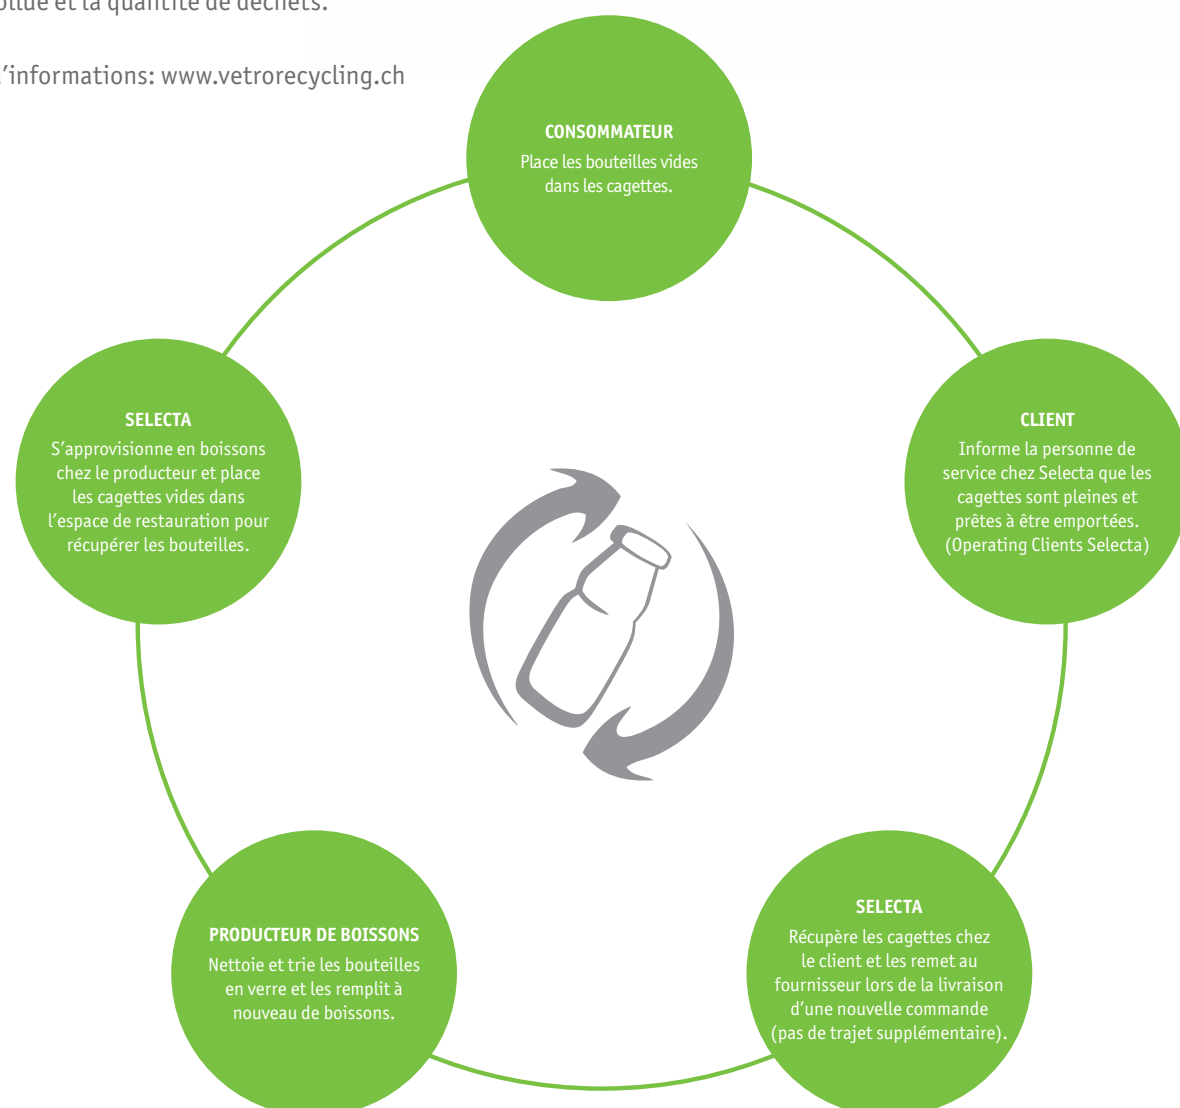 et la quantité de déchets.
d'informations: www.vetrorecycling.ch
CONSOMMATEUR
Place les bouteilles vides
dans les cagettes.
CLIENT
Informe la personne de
service chez Selecta que les
cagettes sont pleines et
prêtes à être emportées.
(Operating Clients Selecta)
SELECTA
Récupère les cagettes chez
le client et les remet au
fournisseur lors de la livraison
d'une nouvelle commande
(pas de trajet supplémentaire).
PRODUCTEUR DE BOISSONS
Nettoie et trie les bouteilles
en verre et les remplit à
nouveau de boissons.
SELECTA
S'approvisionne en boissons
chez le producteur et place
les cagettes vides dans
l'espace de restauration pour
récupérer les bouteilles.